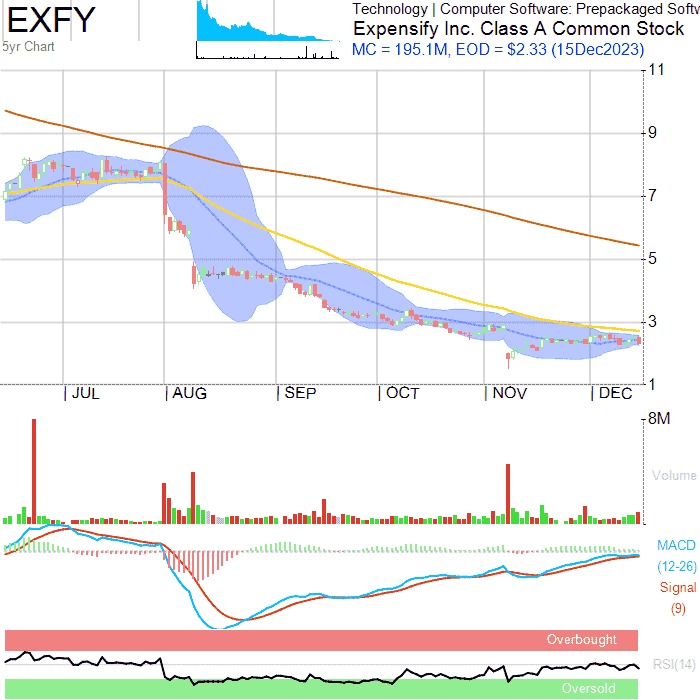 EXFY
5yr Chart
Technology | Computer Software: Prepackaged Softw
Expensify Inc. Class A Common Stock
MC = 195.1M, EOD = $2.33 (15Dec2023)
11
9
7
5
3
1
JUL AUG SEP OCT NOV DEC
8M
Volume
MACD
(12-26)
Signal
(9)
Overbought
RSI(14)
Oversold